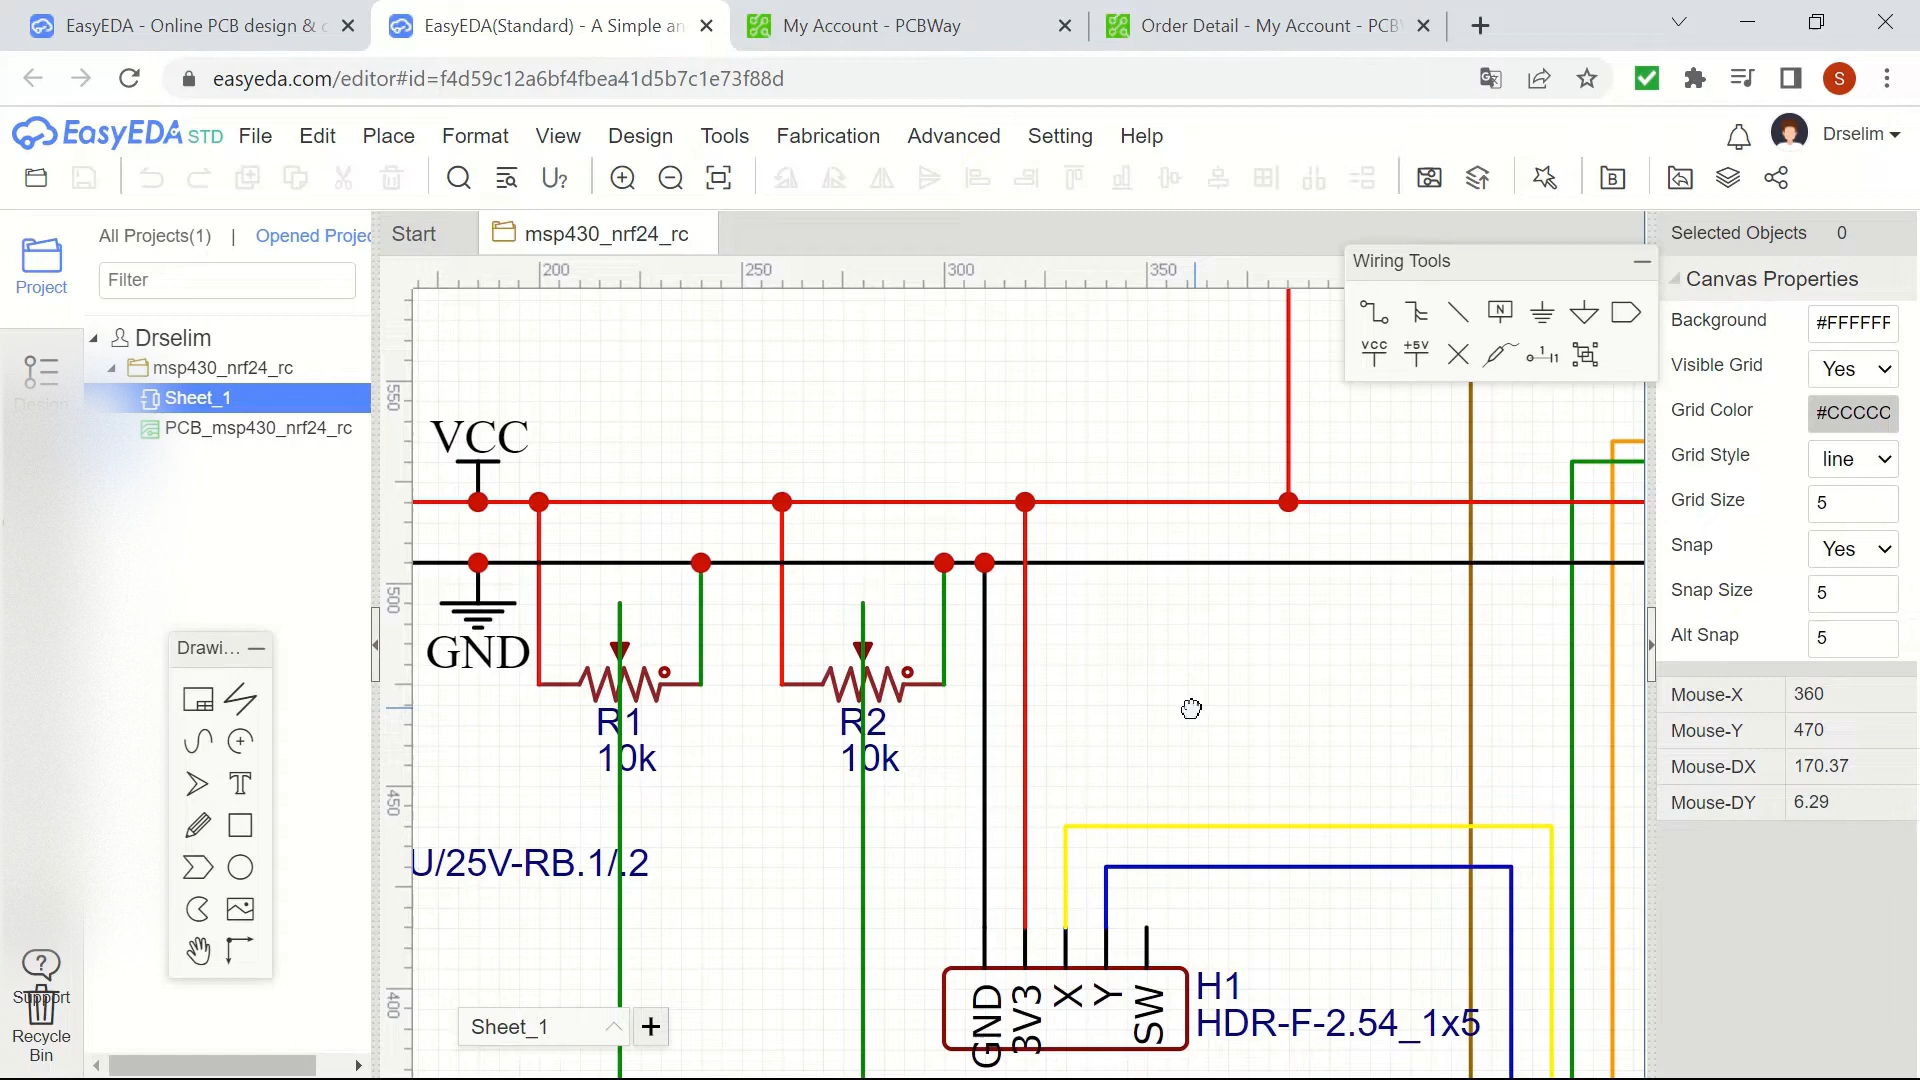 EasyEDA - Online PCB design & c
EasyEDA(Standard) - A Simple an
My Account - PCBWay
Order Detail - My Account - PCBW
easyeda.com/editor#id=f4d59c12a6bf4fbea41d5b7c1e73f88d
S
EasyEDA STD File Edit Place Format View Design Tools Fabrication Advanced Setting Help
Drselim
U?
B
All Projects(1) | Opened Projec
Start
msp430_nrf24_rc
Selected Objects 0
Project
Filter
200 250 300 350
Wiring Tools
N
VCC +5V
Canvas Properties
Background #FFFFFF
Visible Grid Yes
Grid Color #CCCCC
Grid Style line
Grid Size 5
Snap Yes
Snap Size 5
Alt Snap 5
Mouse-X 360
Mouse-Y 470
Mouse-DX 170.37
Mouse-DY 6.29
Drselim
msp430_nrf24_rc
Sheet_1
PCB_msp430_nrf24_rc
Design
Drawi...
T
Support
Recycle
Bin
550
500
450
400
VCC
GND
R1
10k
R2
10k
U/25V-RB.1/.2
GND
3V3
X
Y
SW
H1
HDR-F-2.54_1x5
Sheet_1